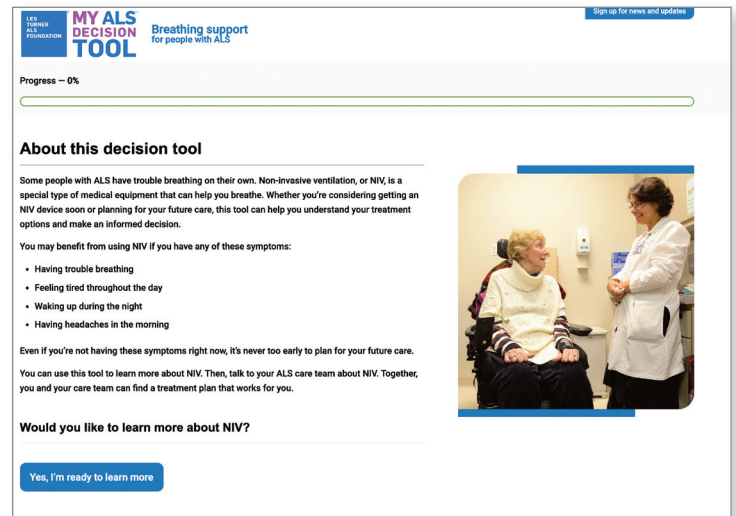 Sign up for news and updates
LES
TURNER
ALS
FOUNDATION
MY ALS
DECISION
TOOL
Breathing support
for people with ALS
Progress — 0%
About this decision tool
Some people with ALS have trouble breathing on their own. Non-invasive ventilation, or NIV, is a
special type of medical equipment that can help you breathe. Whether you're considering getting an
NIV device soon or planning for your future care, this tool can help you understand your treatment
options and make an informed decision.
You may benefit from using NIV if you have any of these symptoms:
• Having trouble breathing
• Feeling tired throughout the day
• Waking up during the night
• Having headaches in the morning
Even if you're not having these symptoms right now, it's never too early to plan for your future care.
You can use this tool to learn more about NIV. Then, talk to your ALS care team about NIV. Together,
you and your care team can find a treatment plan that works for you.
Would you like to learn more about NIV?
Yes, I'm ready to learn more